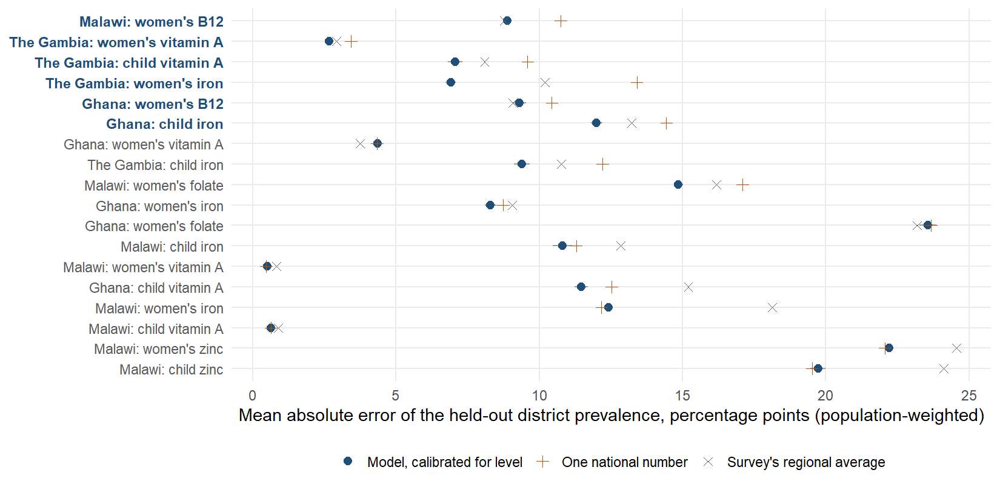 Malawi: women's B12
The Gambia: women's vitamin A
The Gambia: child vitamin A
The Gambia: women's iron
Ghana: women's B12
Ghana: child iron
Ghana: women's vitamin A
The Gambia: child iron
Malawi: women's folate
Ghana: women's iron
Ghana: women's folate
Malawi: child iron
Malawi: women's vitamin A
Ghana: child vitamin A
Malawi: women's iron
Malawi: child vitamin A
Malawi: women's zinc
Malawi: child zinc
0 5 10 15 20 25
Mean absolute error of the held-out district prevalence, percentage points (population-weighted)
Model, calibrated for level One national number Survey's regional average